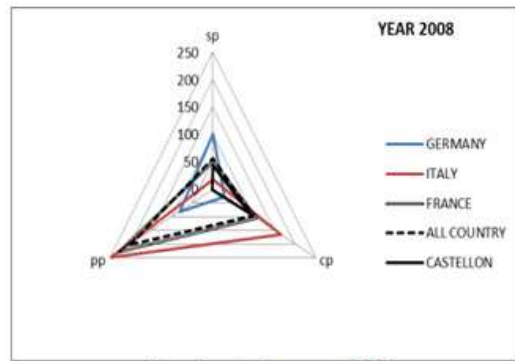 YEAR 2008
sp
250
200
150
100
50
0
pp
cp
GERMANY
ITALY
FRANCE
ALL COUNTRY
CASTELLON